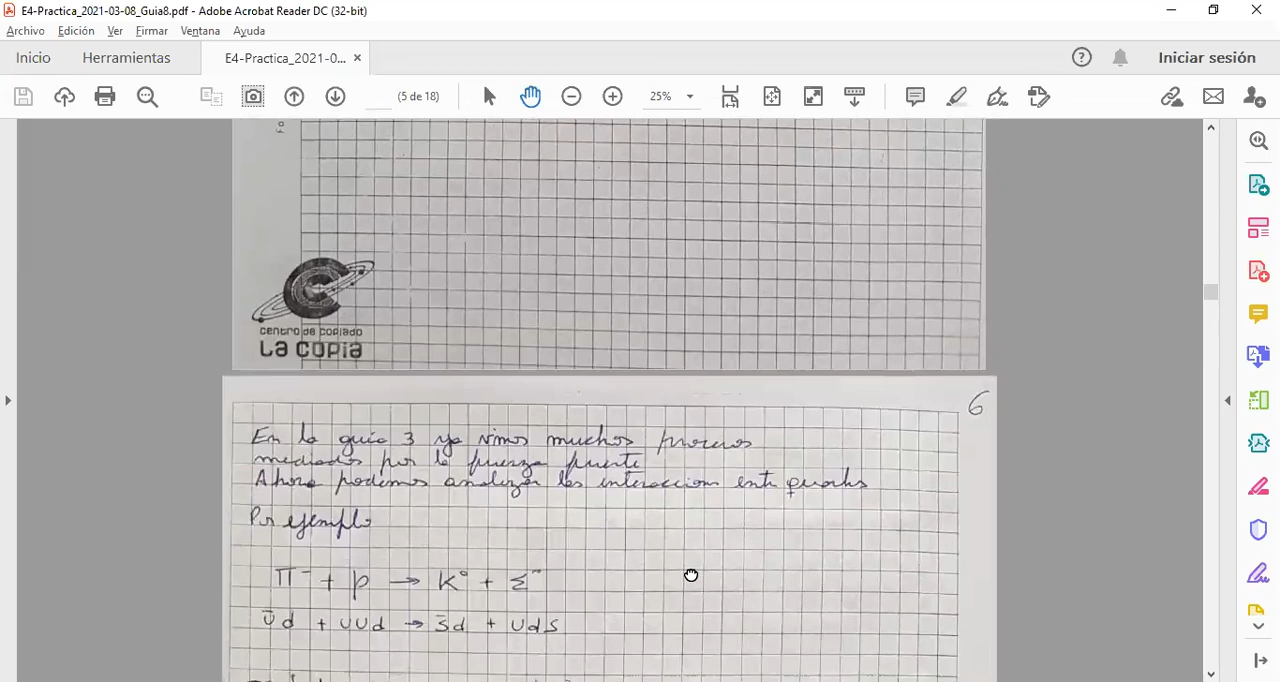 E4-Practica_2021-03-08_Guia8.pdf - Adobe Acrobat Reader DC (32-bit)
Archivo Edición Ver Firmar Ventana Ayuda
Inicio Herramientas E4-Practica_2021-0... × Iniciar sesión
(5 de 18) 25%
centro de copiado
La Copia
6
En la guía 3 ya vimos muchos procesos
mediados por la fuerza fuerte
Ahora podemos analizar las interacciones entre quarks
Por ejemplo
π⁻ + p → K⁰ + Σ⁻
ūd + uud → s̄d + uds